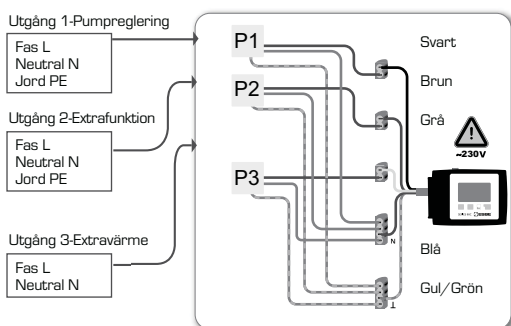 Utgång 1-Pumpreglering
Fas L
Neutral N
Jord PE
Utgång 2-Extrafunktion
Fas L
Neutral N
Jord PE
Utgång 3-Extravärme
Fas L
Neutral N
P1
P2
P3
Svart
Brun
Grå
~230V
N
Blå
Gul/Grön